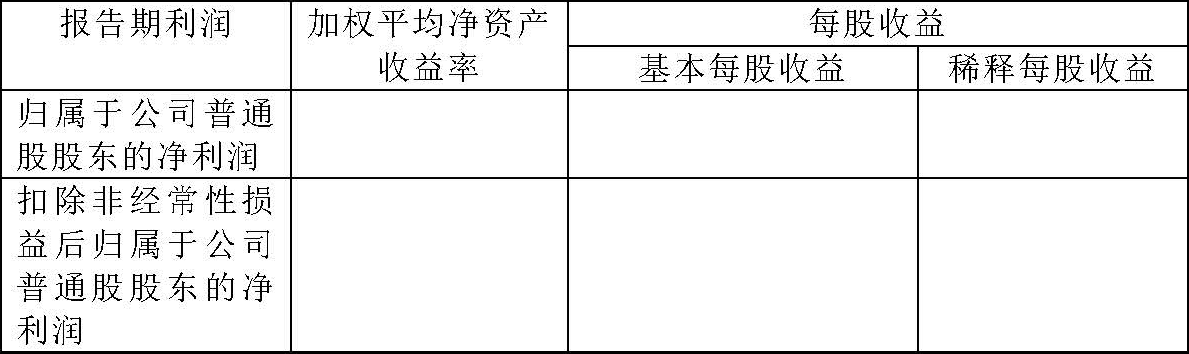 报告期利润
加权平均净资产
收益率
每股收益
基本每股收益
稀释每股收益
归属于公司普通
股股东的净利润
扣除非经常性损
益后归属于公司
普通股股东的净
利润